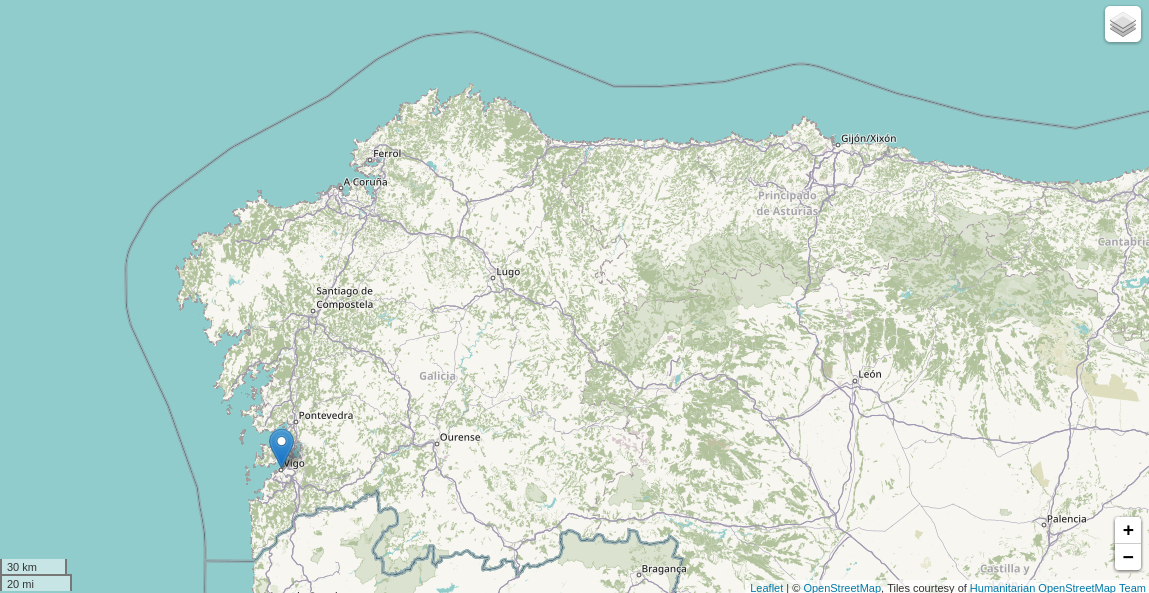 Gijón/Xixón
Ferrol
A Coruña
Principado
de Asturias
Cantabria
Lugo
Santiago de
Compostela
Galicia
León
Pontevedra
Ourense
Vigo
Palencia
+
−
Bragança
Castilla y
30 km
20 mi
Leaflet | © OpenStreetMap, Tiles courtesy of Humanitarian OpenStreetMap Team